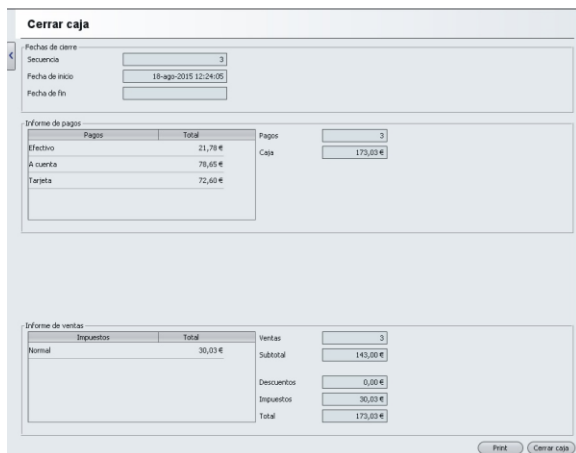 Cerrar caja
Fechas de cierre
Secuencia 3
Fecha de inicio 18-ago-2015 12:24:05
Fecha de fin
Informe de pagos
Pagos Total
Efectivo 21,78 €
A cuenta 78,65 €
Tarjeta 72,60 €
Pagos 3
Caja 173,03 €
Informe de ventas
Impuestos Total
Normal 30,03 €
Ventas 3
Subtotal 143,00 €
Descuentos 0,00 €
Impuestos 30,03 €
Total 173,03 €
Print Cerrar caja